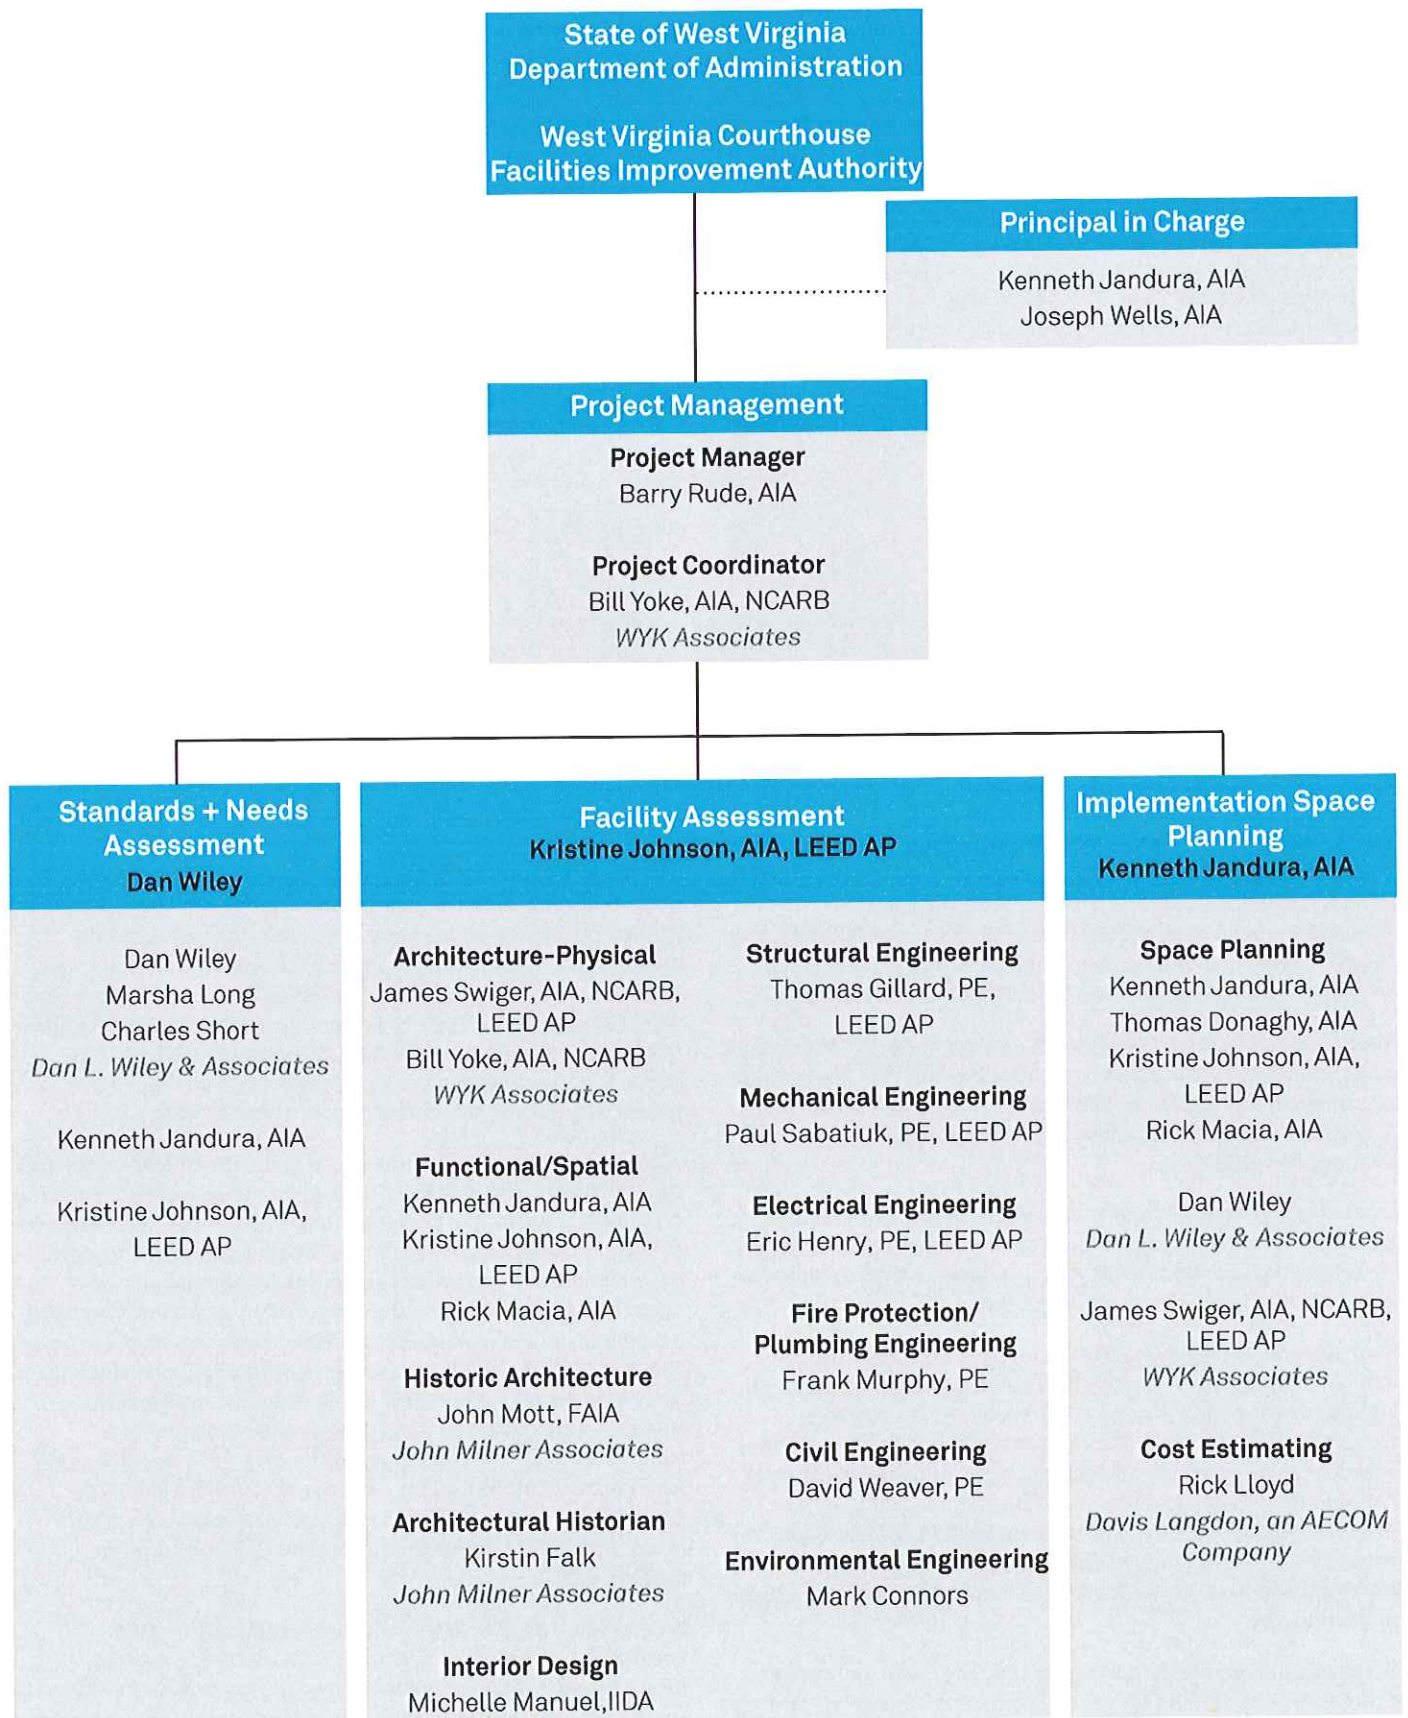 State of West Virginia
Department of Administration
West Virginia Courthouse
Facilities Improvement Authority
Principal in Charge
Kenneth Jandura, AIA
Joseph Wells, AIA
Project Management
Project Manager
Barry Rude, AIA
Project Coordinator
Bill Yoke, AIA, NCARB
WYK Associates
Standards + Needs
Assessment
Dan Wiley
Dan Wiley
Marsha Long
Charles Short
Dan L. Wiley & Associates
Kenneth Jandura, AIA
Kristine Johnson, AIA,
LEED AP
Facility Assessment
Kristine Johnson, AIA, LEED AP
Architecture-Physical
James Swiger, AIA, NCARB,
LEED AP
Bill Yoke, AIA, NCARB
WYK Associates
Functional/Spatial
Kenneth Jandura, AIA
Kristine Johnson, AIA,
LEED AP
Rick Macia, AIA
Historic Architecture
John Mott, FAIA
John Milner Associates
Architectural Historian
Kirstin Falk
John Milner Associates
Interior Design
Michelle Manuel,IIDA
Structural Engineering
Thomas Gillard, PE,
LEED AP
Mechanical Engineering
Paul Sabatiuk, PE, LEED AP
Electrical Engineering
Eric Henry, PE, LEED AP
Fire Protection/
Plumbing Engineering
Frank Murphy, PE
Civil Engineering
David Weaver, PE
Environmental Engineering
Mark Connors
Implementation Space
Planning
Kenneth Jandura, AIA
Space Planning
Kenneth Jandura, AIA
Thomas Donaghy, AIA
Kristine Johnson, AIA,
LEED AP
Rick Macia, AIA
Dan Wiley
Dan L. Wiley & Associates
James Swiger, AIA, NCARB,
LEED AP
WYK Associates
Cost Estimating
Rick Lloyd
Davis Langdon, an AECOM
Company